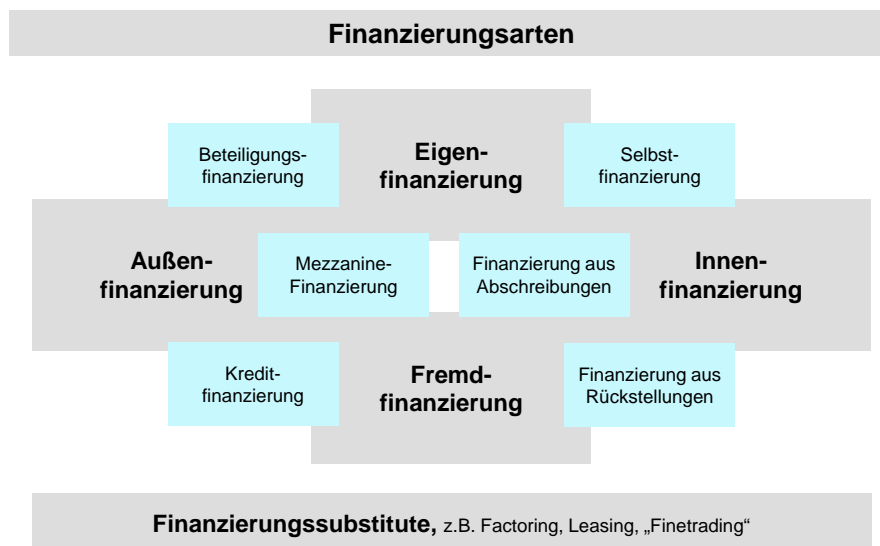 Finanzierungsarten
Beteiligungs-
finanzierung
Eigen-
finanzierung
Selbst-
finanzierung
Außen-
finanzierung
Mezzanine-
Finanzierung
Finanzierung aus
Abschreibungen
Innen-
finanzierung
Kredit-
finanzierung
Fremd-
finanzierung
Finanzierung aus
Rückstellungen
Finanzierungssubstitute, z.B. Factoring, Leasing, „Finetrading“